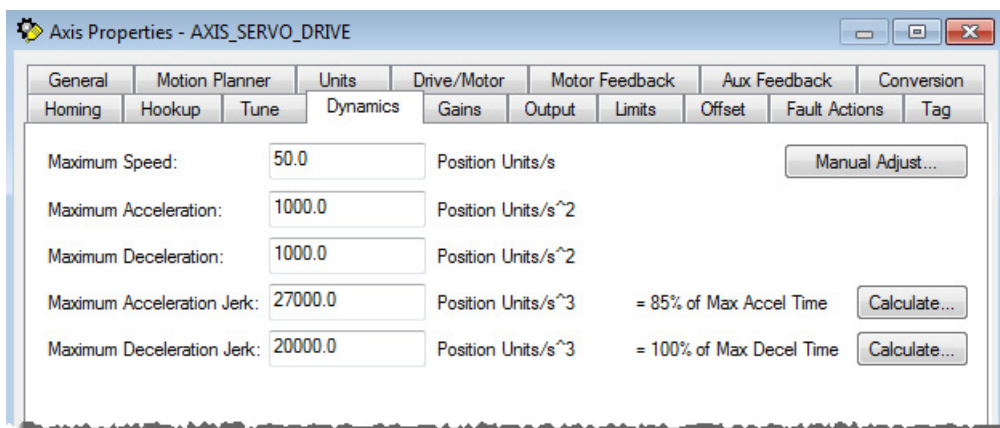 Axis Properties - AXIS_SERVO_DRIVE
General Motion Planner Units Drive/Motor Motor Feedback Aux Feedback Conversion
Homing Hookup Tune Dynamics Gains Output Limits Offset Fault Actions Tag
Maximum Speed: 50.0 Position Units/s Manual Adjust...
Maximum Acceleration: 1000.0 Position Units/s^2
Maximum Deceleration: 1000.0 Position Units/s^2
Maximum Acceleration Jerk: 27000.0 Position Units/s^3 = 85% of Max Accel Time Calculate...
Maximum Deceleration Jerk: 20000.0 Position Units/s^3 = 100% of Max Decel Time Calculate...